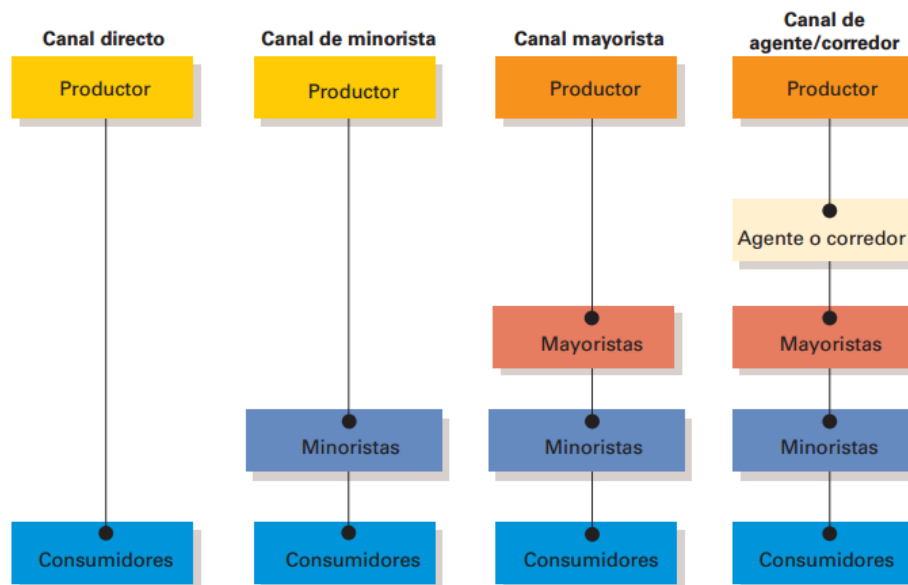 Canal directo
Canal de minorista
Canal mayorista
Canal de
agente/corredor
Productor
Productor
Productor
Productor
Agente o corredor
Mayoristas
Mayoristas
Minoristas
Minoristas
Minoristas
Consumidores
Consumidores
Consumidores
Consumidores